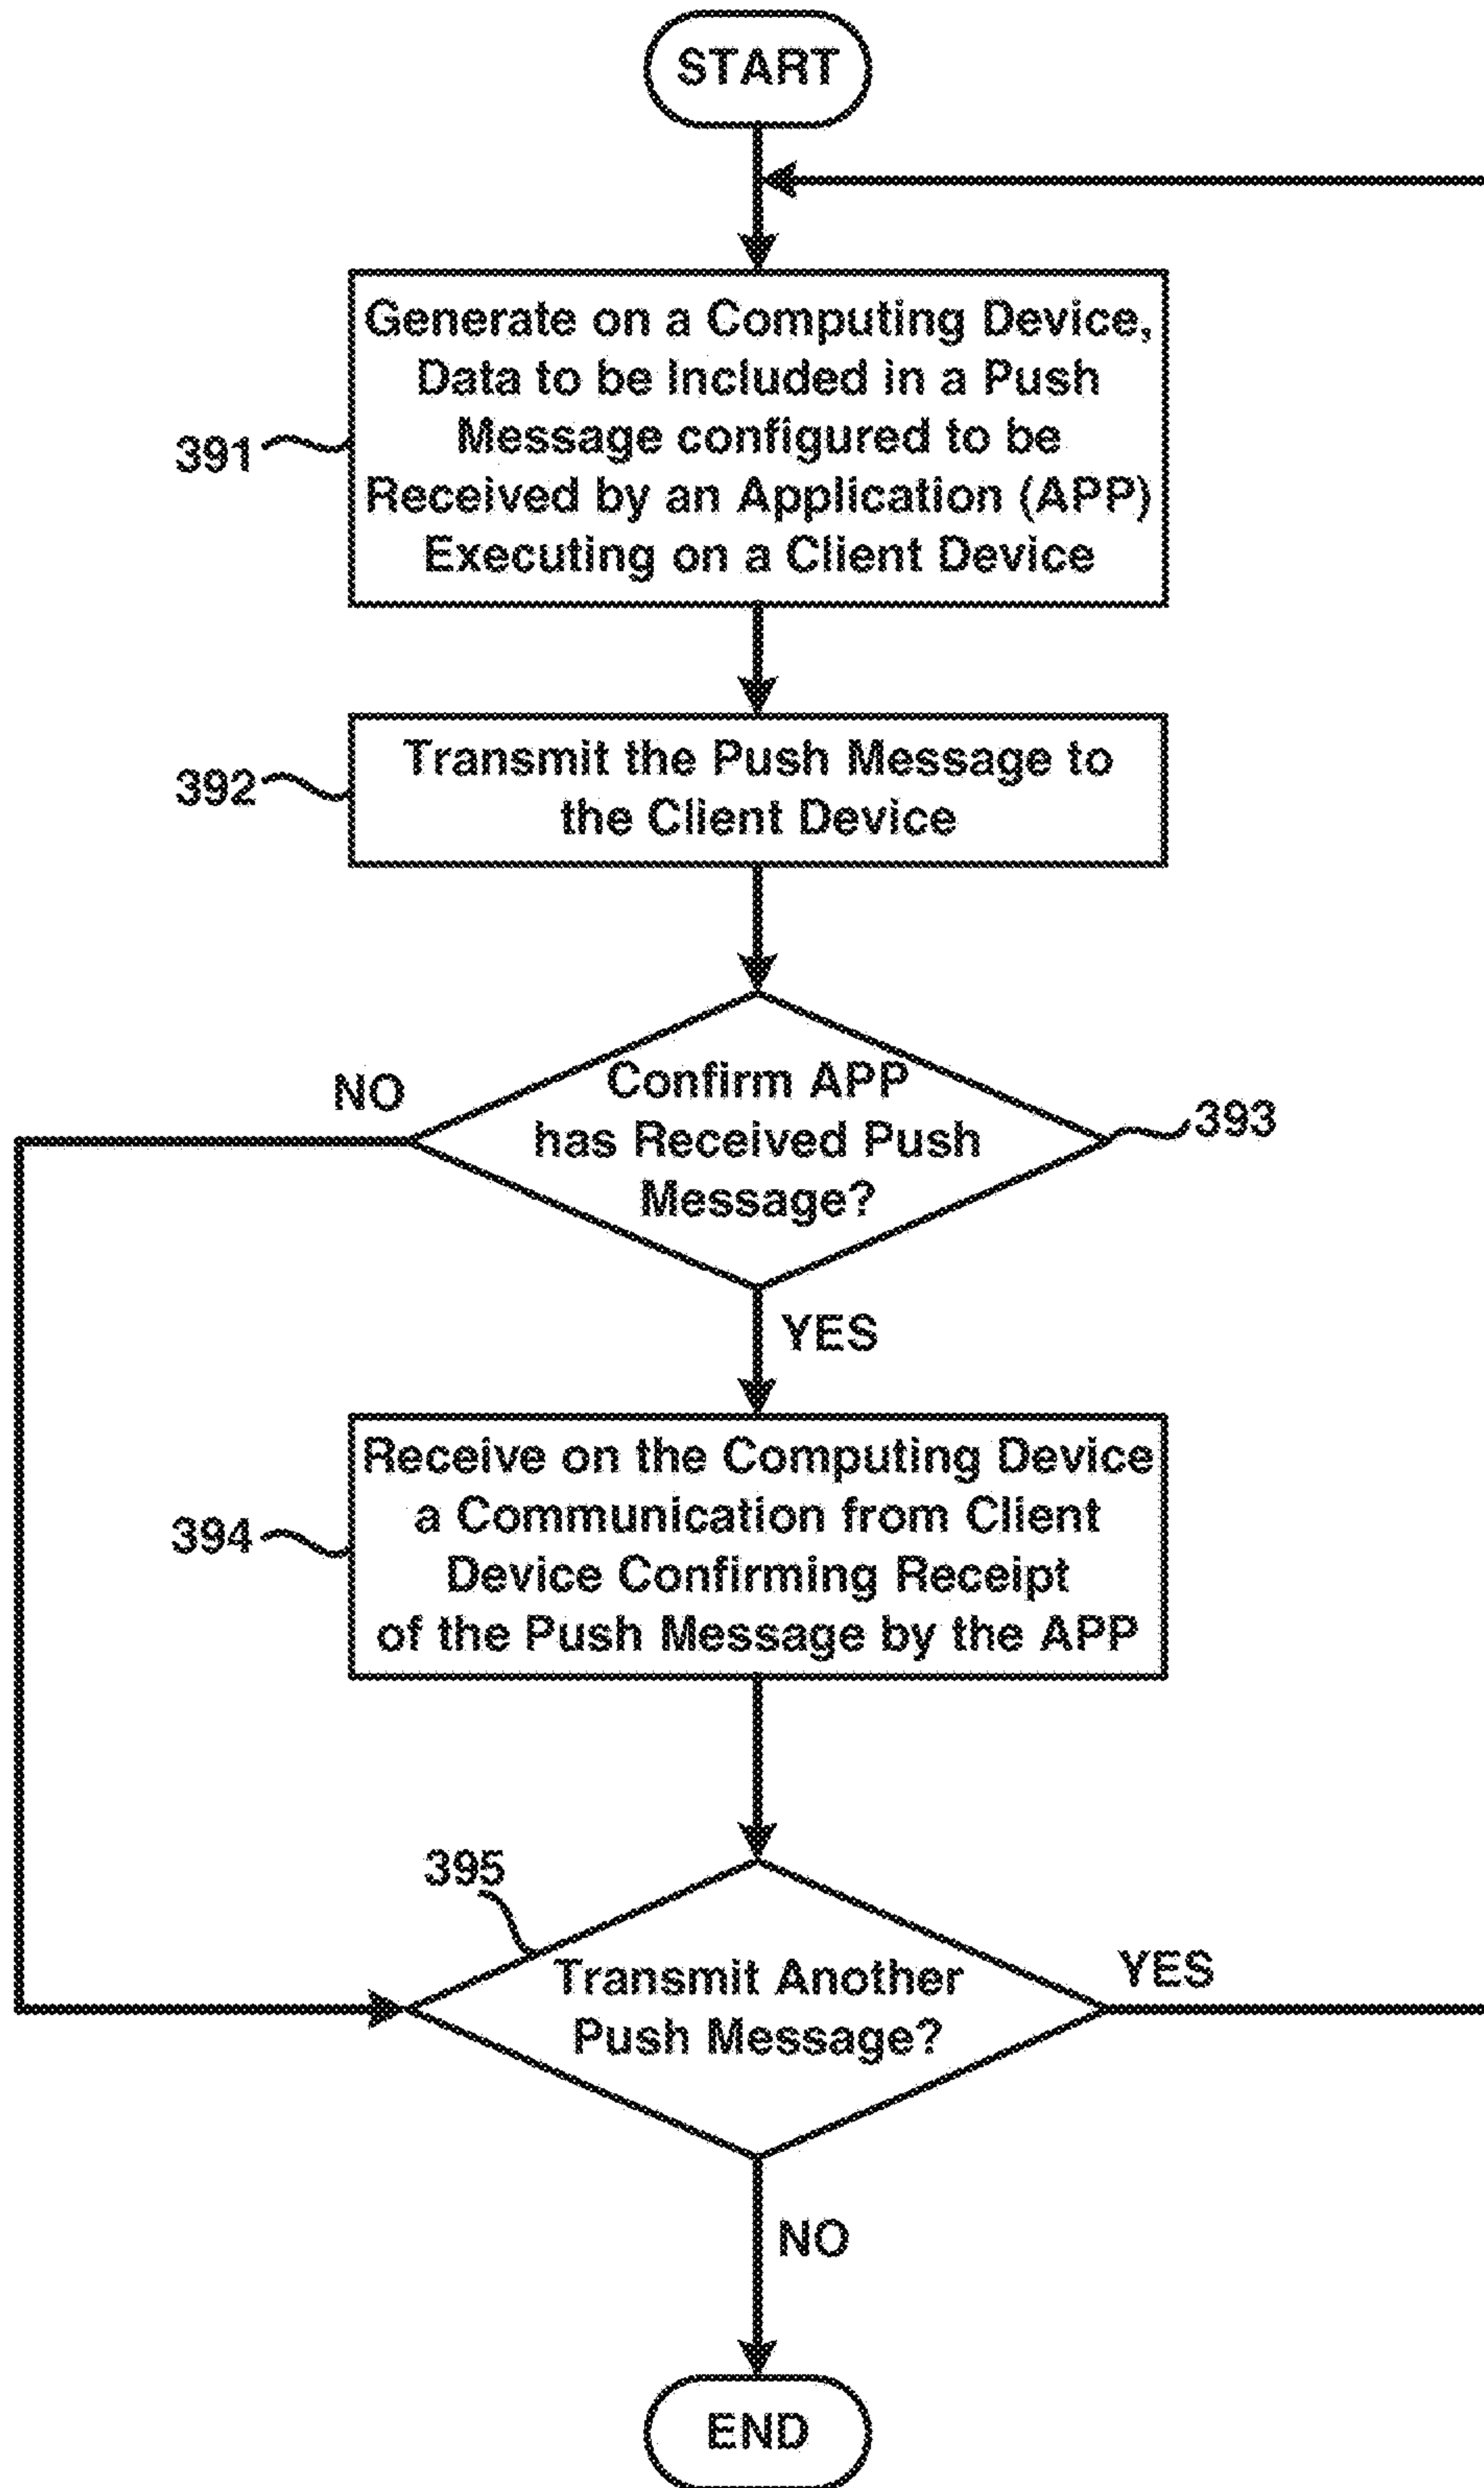 START
Generate on a Computing Device,
Data to be Included in a Push
Message configured to be
Received by an Application (APP)
Executing on a Client Device
391
Transmit the Push Message to
the Client Device
392
Confirm APP
has Received Push
Message?
NO
393
YES
Receive on the Computing Device
a Communication from Client
Device Confirming Receipt
of the Push Message by the APP
394
395
Transmit Another
Push Message?
YES
NO
END